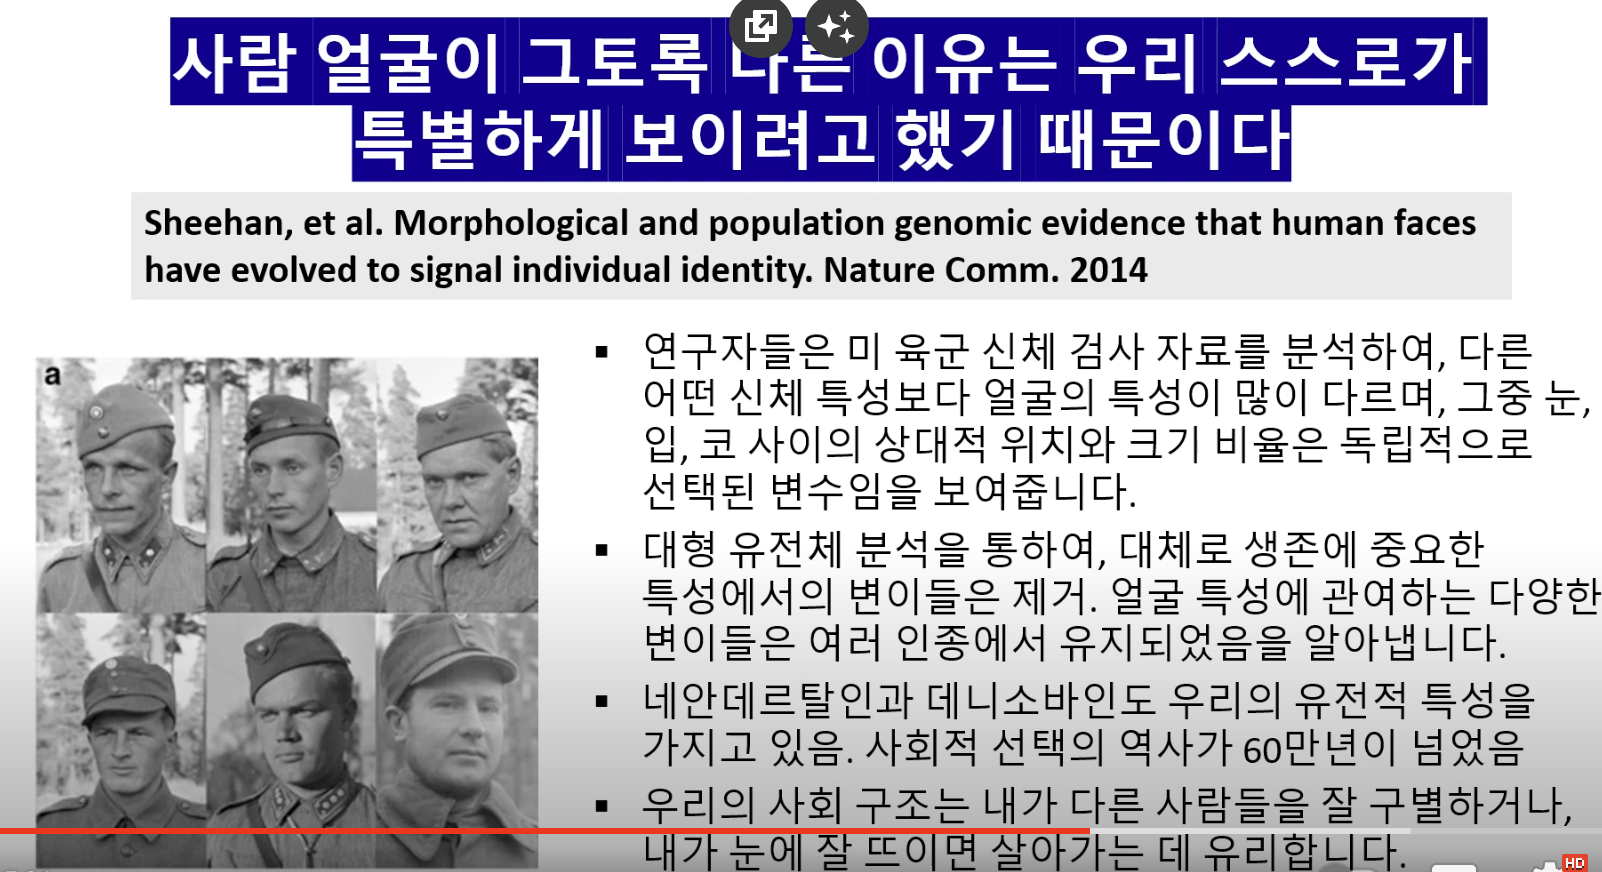 사람 얼굴이 그토록 다른 이유는 우리 스스로가
특별하게 보이려고 했기 때문이다
Sheehan, et al. Morphological and population genomic evidence that human faces
have evolved to signal individual identity. Nature Comm. 2014
a
▪ 연구자들은 미 육군 신체 검사 자료를 분석하여, 다른
어떤 신체 특성보다 얼굴의 특성이 많이 다르며, 그중 눈,
입, 코 사이의 상대적 위치와 크기 비율은 독립적으로
선택된 변수임을 보여줍니다.
▪ 대형 유전체 분석을 통하여, 대체로 생존에 중요한
특성에서의 변이들은 제거. 얼굴 특성에 관여하는 다양한
변이들은 여러 인종에서 유지되었음을 알아냅니다.
▪ 네안데르탈인과 데니소바인도 우리의 유전적 특성을
가지고 있음. 사회적 선택의 역사가 60만년이 넘었음
▪ 우리의 사회 구조는 내가 다른 사람들을 잘 구별하거나,
내가 눈에 잘 뜨이면 살아가는 데 유리합니다.
HD